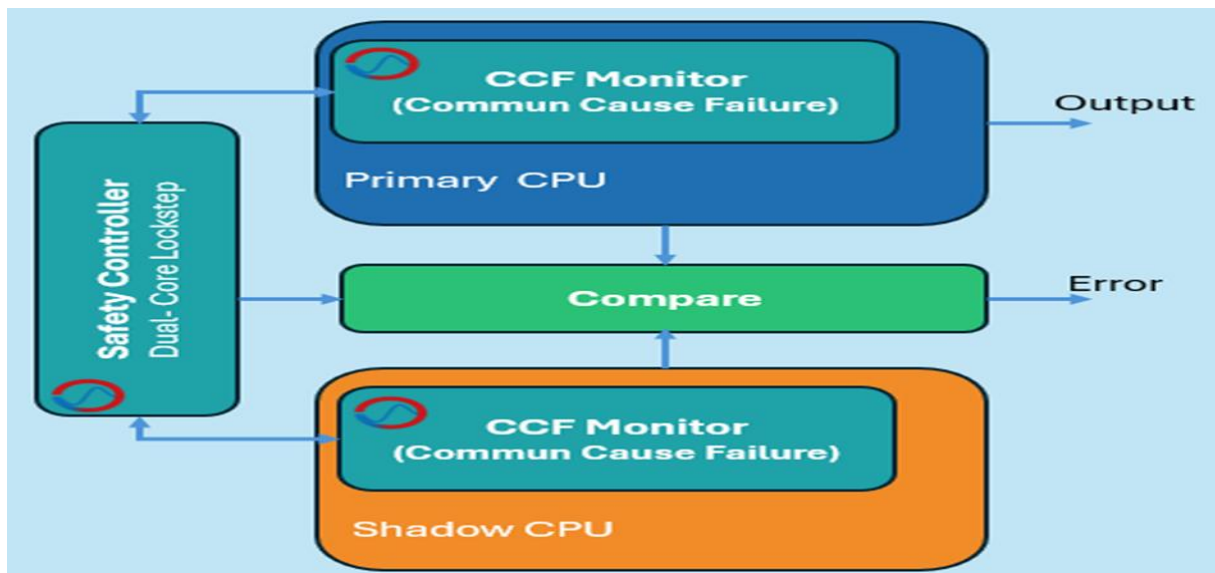 CCF Monitor
(Commun Cause Failure)
Primary CPU
Output
Safety Controller
Dual- Core Lockstep
Compare
Error
CCF Monitor
(Commun Cause Failure)
Shadow CPU